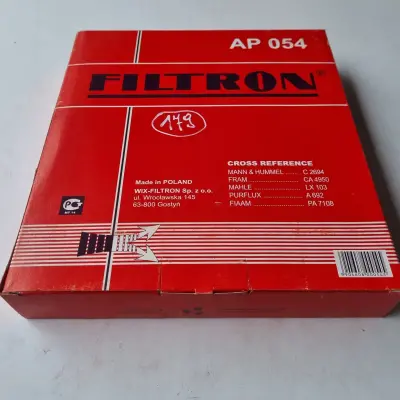 AP 054
FILTRON®
179
CROSS REFERENCE
MANN & HUMMEL ...... C 2694
FRAM ...................... CA 4950
MAHLE .................... LX 103
PURFLUX ................ A 692
FIAAM ..................... PA 7108
Made in POLAND
WIX-FILTRON Sp. z o.o.
ul. Wrocławska 145
63-800 Gostyń